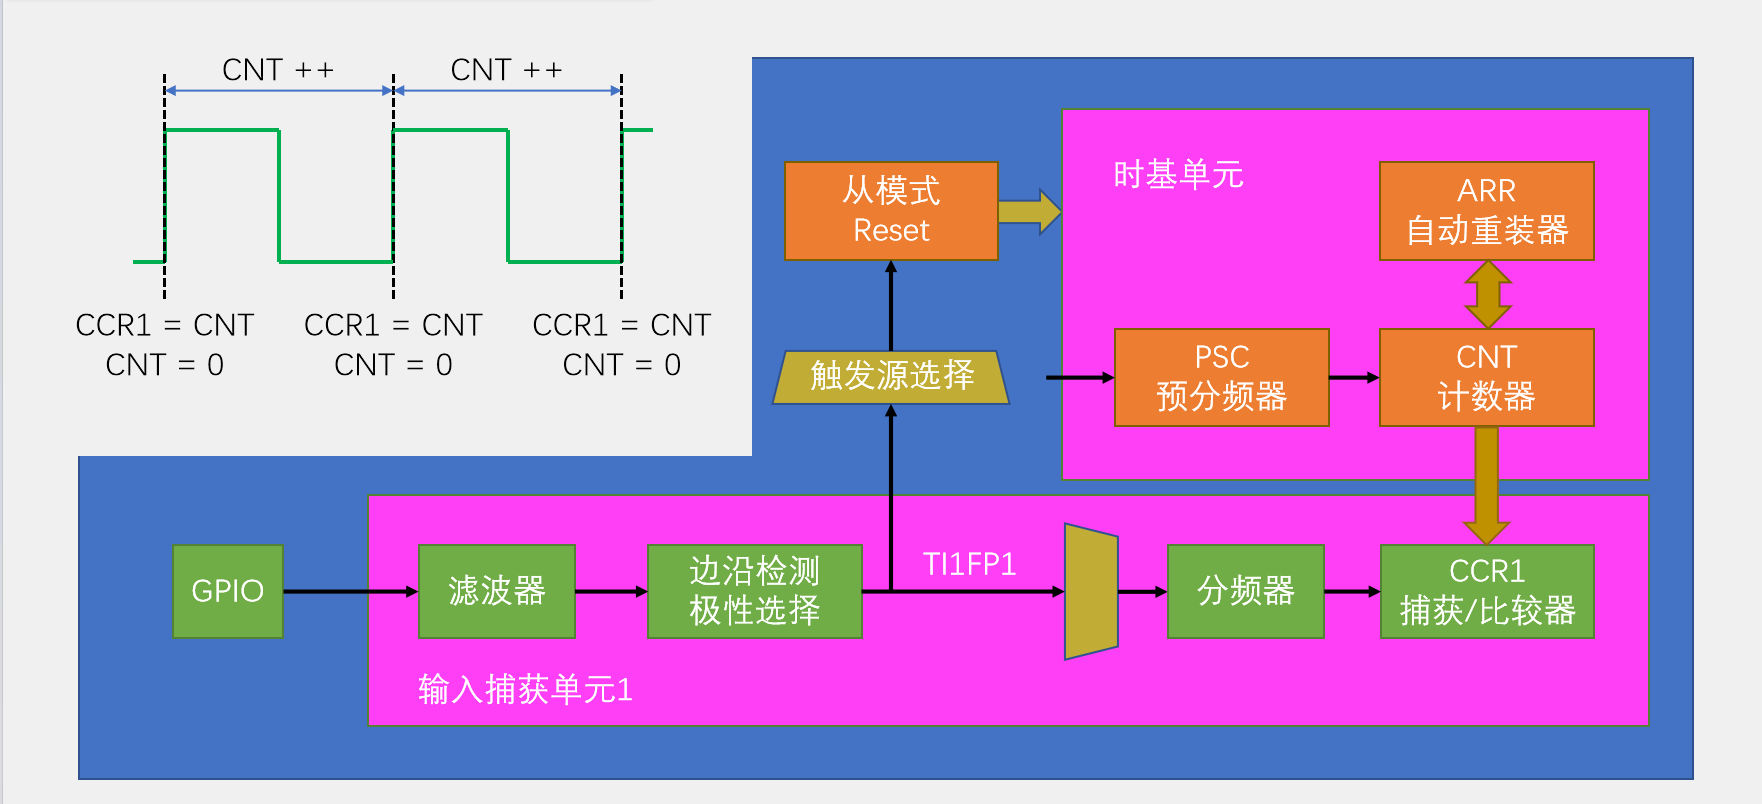 CNT ++
CNT ++
CCR1 = CNT
CNT = 0
CCR1 = CNT
CNT = 0
CCR1 = CNT
CNT = 0
从模式
Reset
时基单元
ARR
自动重装器
触发源选择
PSC
预分频器
CNT
计数器
GPIO
滤波器
边沿检测
极性选择
TI1FP1
分频器
CCR1
捕获/比较器
输入捕获单元1